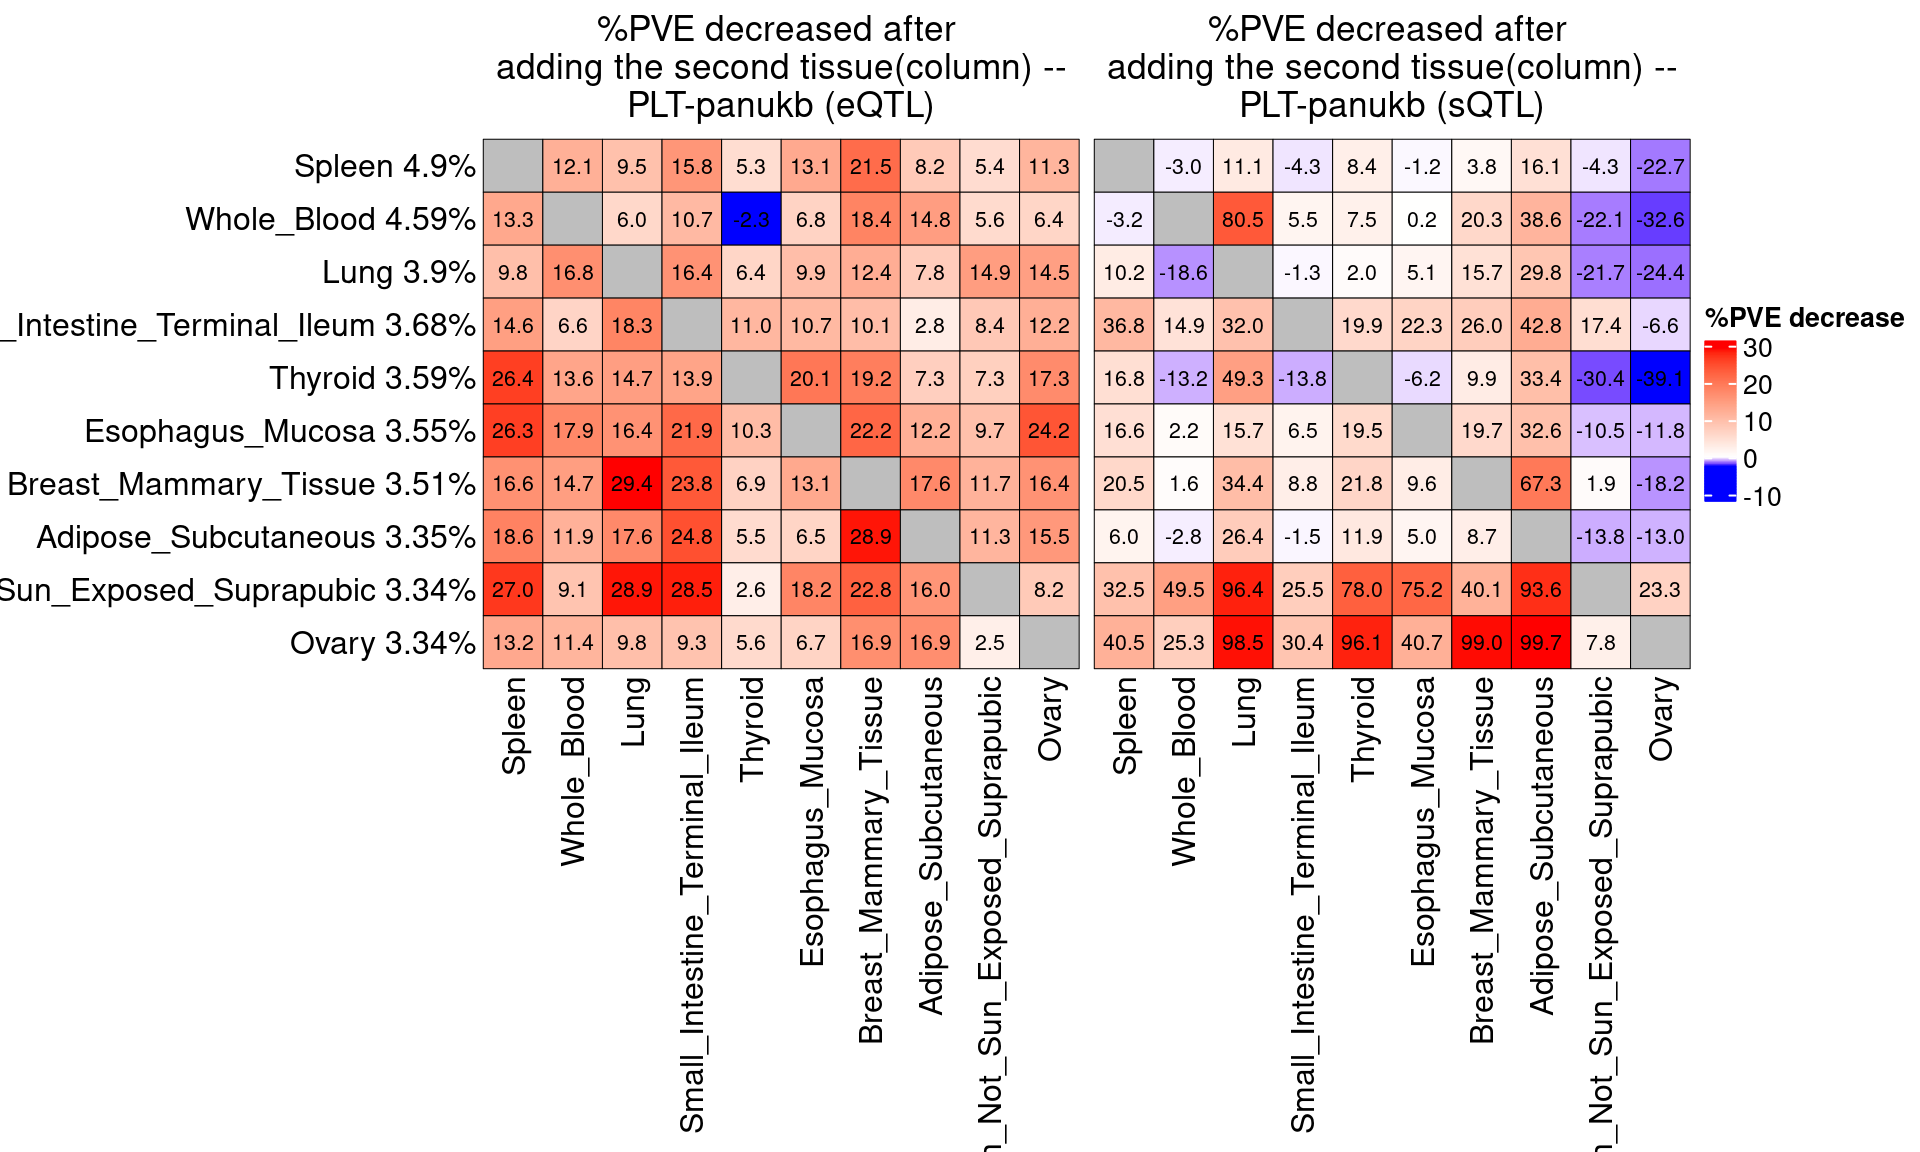 %PVE decreased after
adding the second tissue(column) --
PLT-panukb (eQTL)
%PVE decreased after
adding the second tissue(column) --
PLT-panukb (sQTL)
Spleen 4.9% 12.1 9.5 15.8 5.3 13.1 21.5 8.2 5.4 11.3 -3.0 11.1 -4.3 8.4 -1.2 3.8 16.1 -4.3 -22.7
Whole_Blood 4.59% 13.3 6.0 10.7 -2.3 6.8 18.4 14.8 5.6 6.4 -3.2 80.5 5.5 7.5 0.2 20.3 38.6 -22.1 -32.6
Lung 3.9% 9.8 16.8 16.4 6.4 9.9 12.4 7.8 14.9 14.5 10.2 -18.6 -1.3 2.0 5.1 15.7 29.8 -21.7 -24.4
_Intestine_Terminal_Ileum 3.68% 14.6 6.6 18.3 11.0 10.7 10.1 2.8 8.4 12.2 36.8 14.9 32.0 19.9 22.3 26.0 42.8 17.4 -6.6
Thyroid 3.59% 26.4 13.6 14.7 13.9 20.1 19.2 7.3 7.3 17.3 16.8 -13.2 49.3 -13.8 -6.2 9.9 33.4 -30.4 -39.1
Esophagus_Mucosa 3.55% 26.3 17.9 16.4 21.9 10.3 22.2 12.2 9.7 24.2 16.6 2.2 15.7 6.5 19.5 19.7 32.6 -10.5 -11.8
Breast_Mammary_Tissue 3.51% 16.6 14.7 29.4 23.8 6.9 13.1 17.6 11.7 16.4 20.5 1.6 34.4 8.8 21.8 9.6 67.3 1.9 -18.2
Adipose_Subcutaneous 3.35% 18.6 11.9 17.6 24.8 5.5 6.5 28.9 11.3 15.5 6.0 -2.8 26.4 -1.5 11.9 5.0 8.7 -13.8 -13.0
Sun_Exposed_Suprapubic 3.34% 27.0 9.1 28.9 28.5 2.6 18.2 22.8 16.0 8.2 32.5 49.5 96.4 25.5 78.0 75.2 40.1 93.6 23.3
Ovary 3.34% 13.2 11.4 9.8 9.3 5.6 6.7 16.9 16.9 2.5 40.5 25.3 98.5 30.4 96.1 40.7 99.0 99.7 7.8
Spleen
Whole_Blood
Lung
Small_Intestine_Terminal_Ileum
Thyroid
Esophagus_Mucosa
Breast_Mammary_Tissue
Adipose_Subcutaneous
n_Not_Sun_Exposed_Suprapubic
Ovary
Spleen
Whole_Blood
Lung
Small_Intestine_Terminal_Ileum
Thyroid
Esophagus_Mucosa
Breast_Mammary_Tissue
Adipose_Subcutaneous
n_Not_Sun_Exposed_Suprapubic
Ovary
%PVE decrease
30
20
10
0
-10